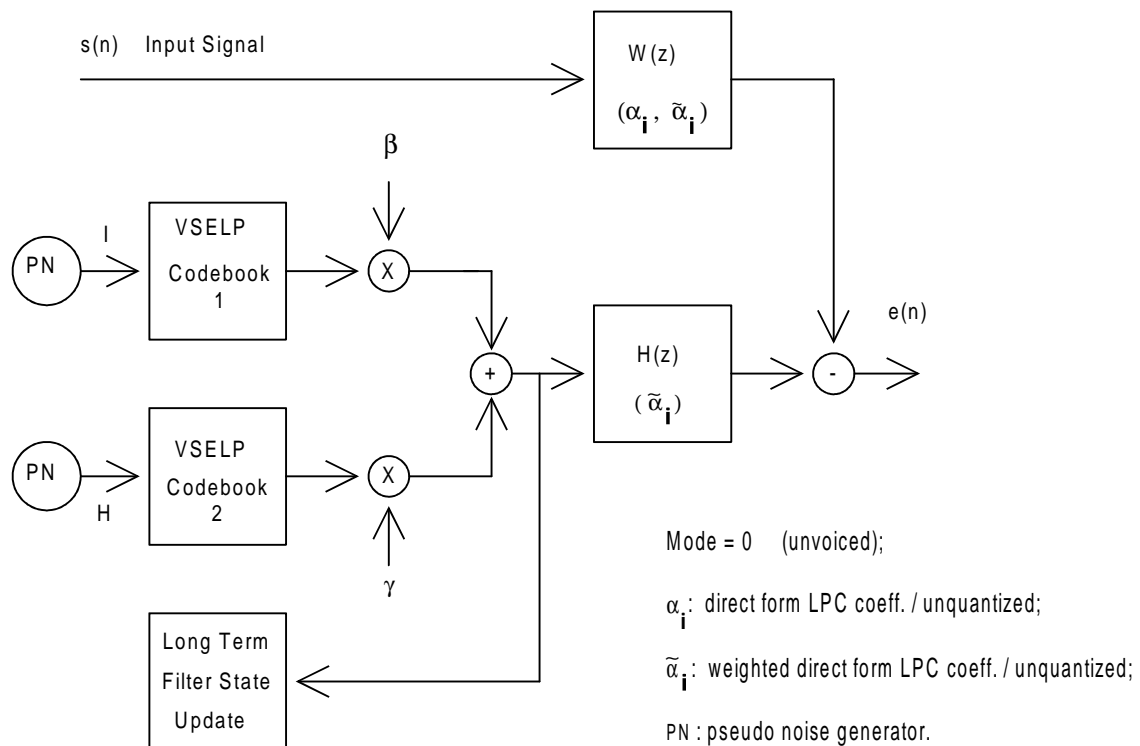 s(n) Input Signal
W(z)
(αi, α̃i)
β
PN
I
VSELP
Codebook
1
X
e(n)
+
H(z)
(α̃i)
-
PN
H
VSELP
Codebook
2
X
γ
Mode = 0 (unvoiced);
αi: direct form LPC coeff. / unquantized;
α̃i: weighted direct form LPC coeff. / unquantized;
PN : pseudo noise generator.
Long Term
Filter State
Update